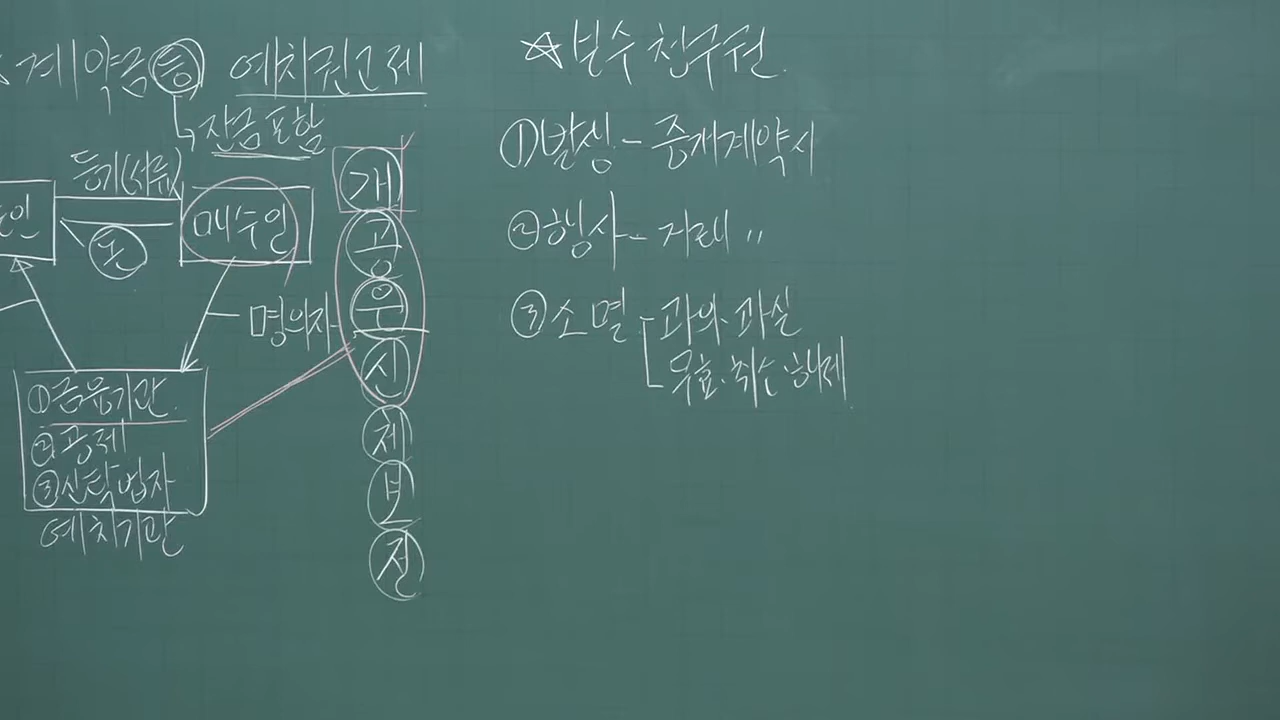 계약금등 예치권고제
잔금포함
등기(서류)
인
매수인
돈
명의자
개
공
은
신
체
보
전
①금융기관
②공제
③신탁업자
예치기관
☆보수청구권
①발생 - 중개계약시
②행사 - 거래 〃
③소멸 - 고의·과실
무효·취소·해제